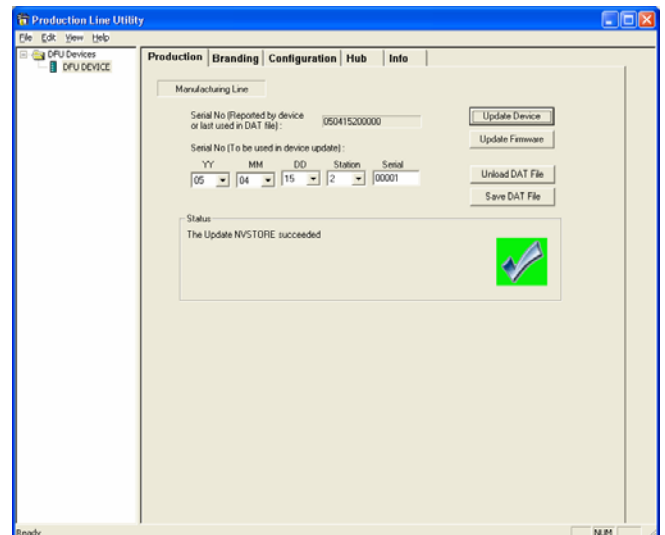 Production Line Utility
File Edit View Help
DFU Devices
DFU DEVICE
Production Branding Configuration Hub Info
Manufacturing Line
Serial No (Reported by device
or last used in DAT file) : 050415200000
Update Device
Update Firmware
Serial No (To be used in device update) :
YY MM DD Station Serial
05 04 15 2 00001
Unload DAT File
Save DAT File
Status
The Update NVSTORE succeeded
Ready NUM